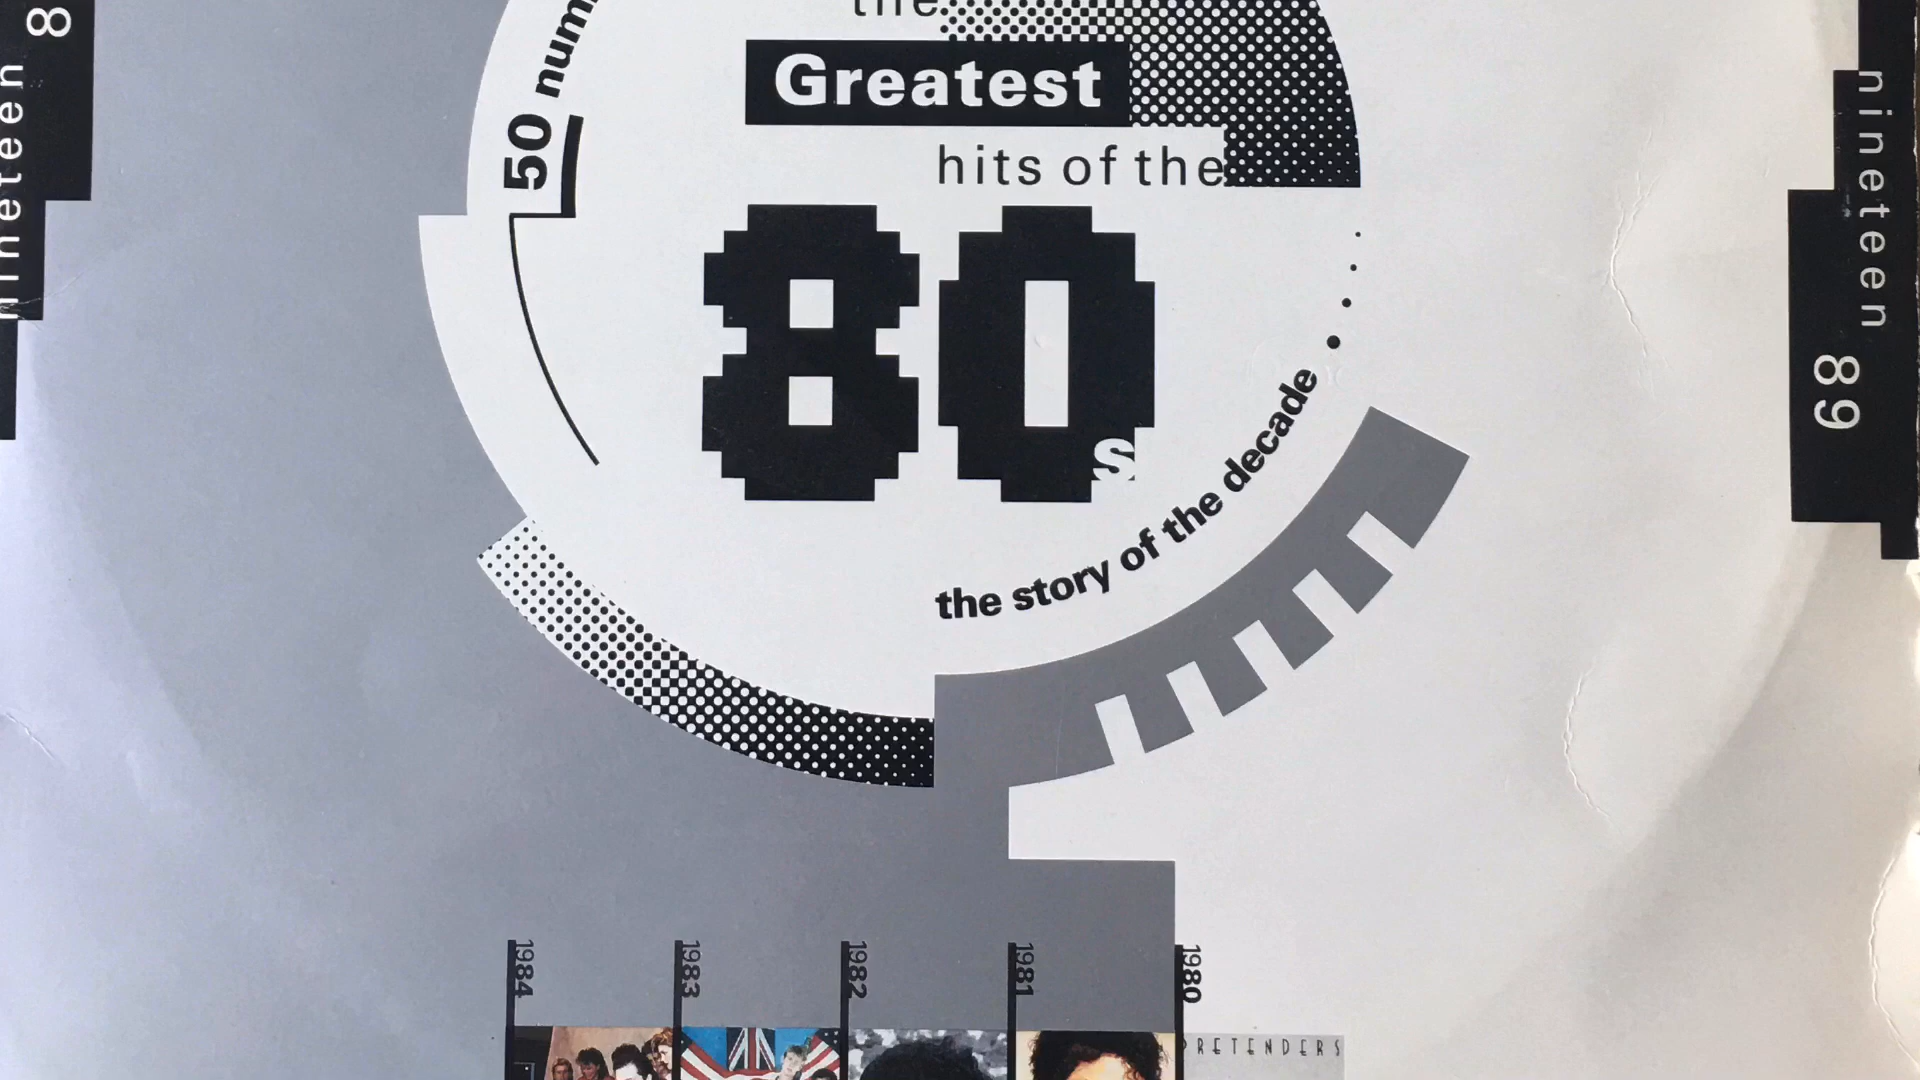 the
Greatest
hits of the
80s
50
the story of the decade
nineteen 8
nineteen 89
1984
1983
1982
1981
1980
PRETENDERS